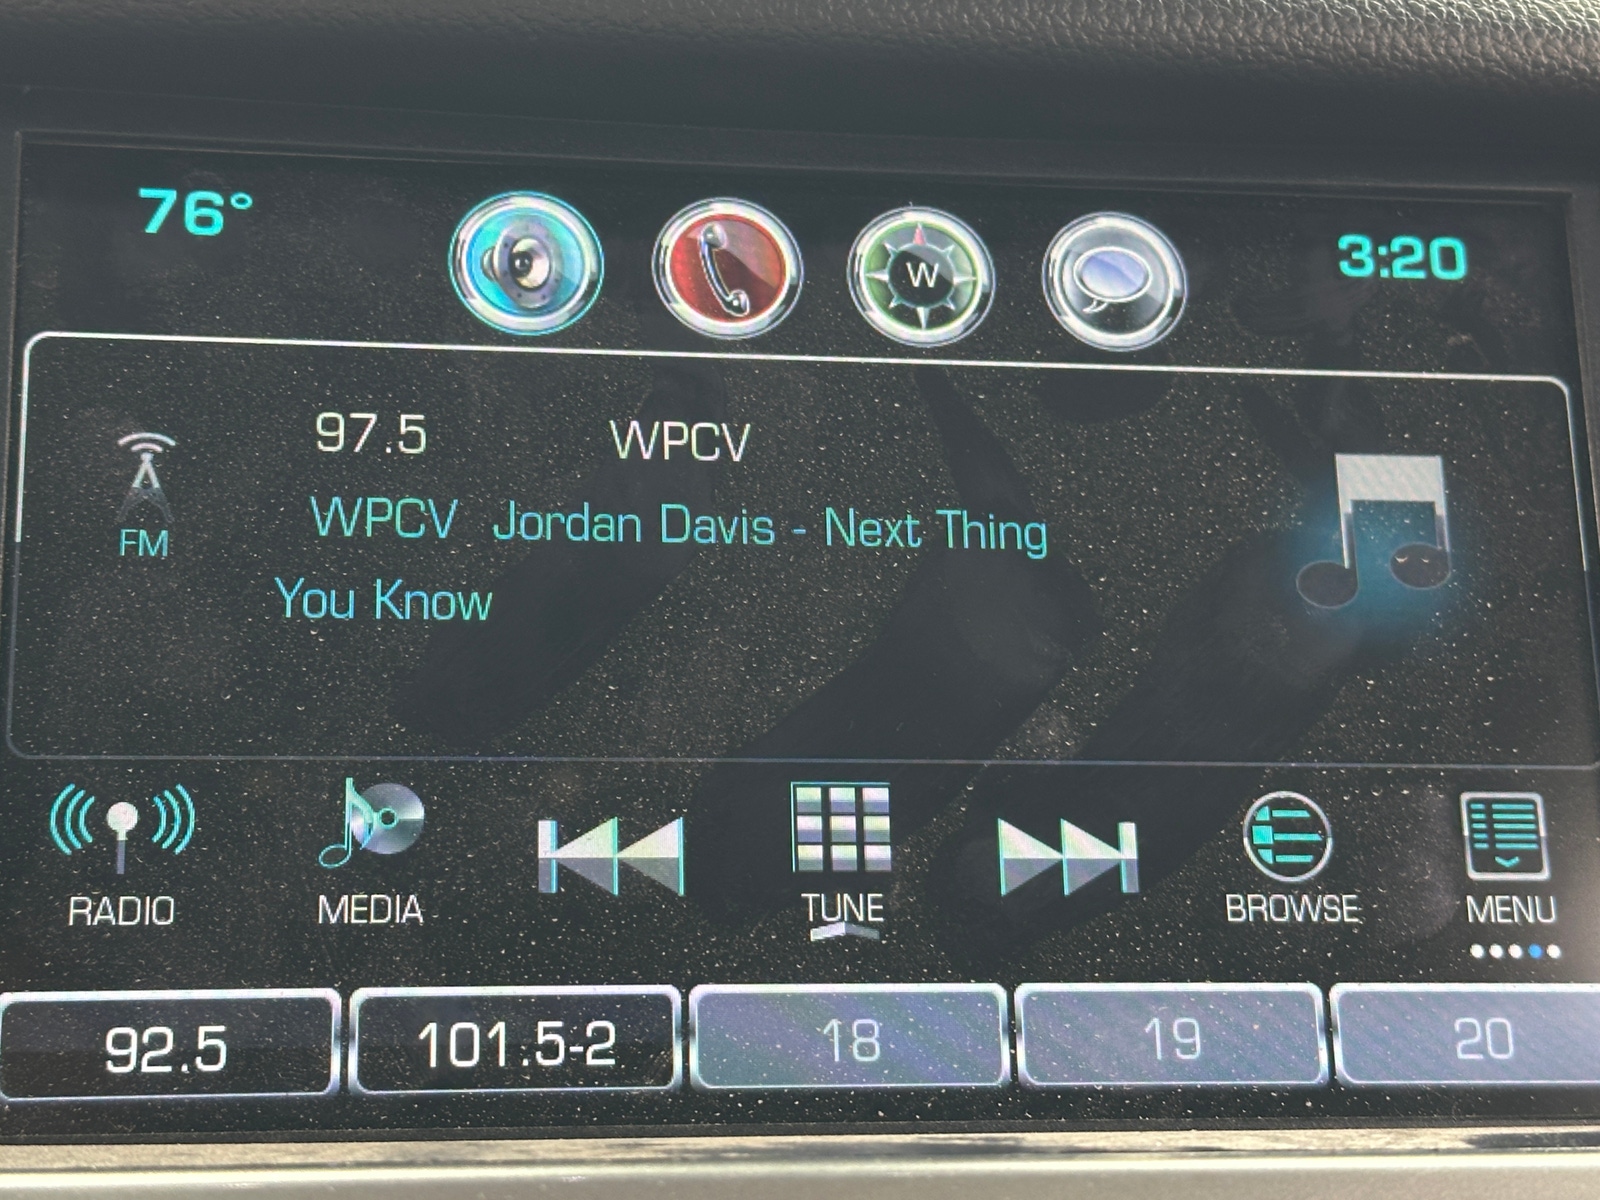 76°
W
3:20
97.5 WPCV
WPCV Jordan Davis - Next Thing
You Know
FM
RADIO
MEDIA
TUNE
BROWSE
MENU
92.5
101.5-2
18
19
20